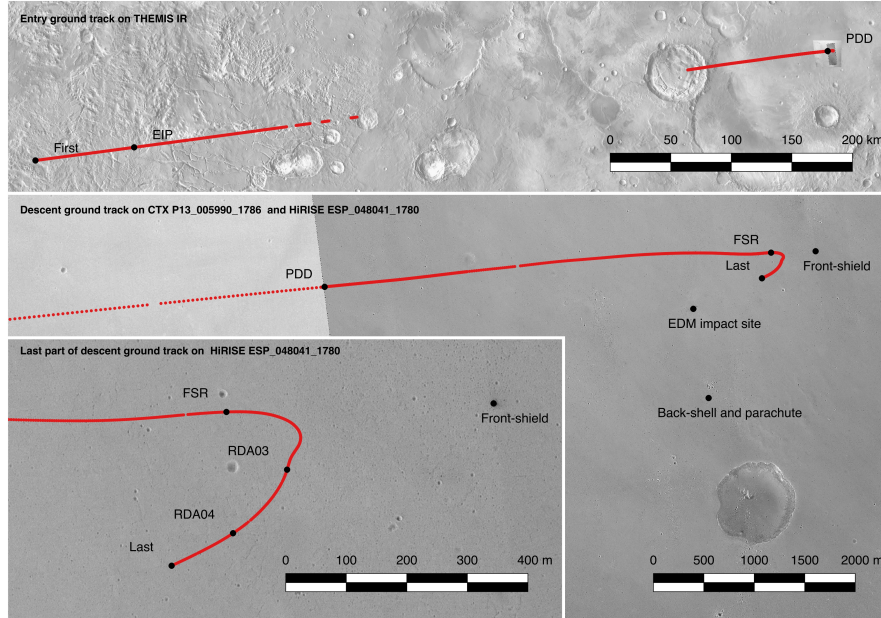 Entry ground track on THEMIS IR
PDD
EIP
First
0 50 100 150 200 km
Descent ground track on CTX P13_005990_1786 and HiRISE ESP_048041_1780
FSR
PDD
Last
Front-shield
EDM impact site
Back-shell and parachute
0 500 1000 1500 2000 m
Last part of descent ground track on HiRISE ESP_048041_1780
FSR
Front-shield
RDA03
RDA04
Last
0 100 200 300 400 m